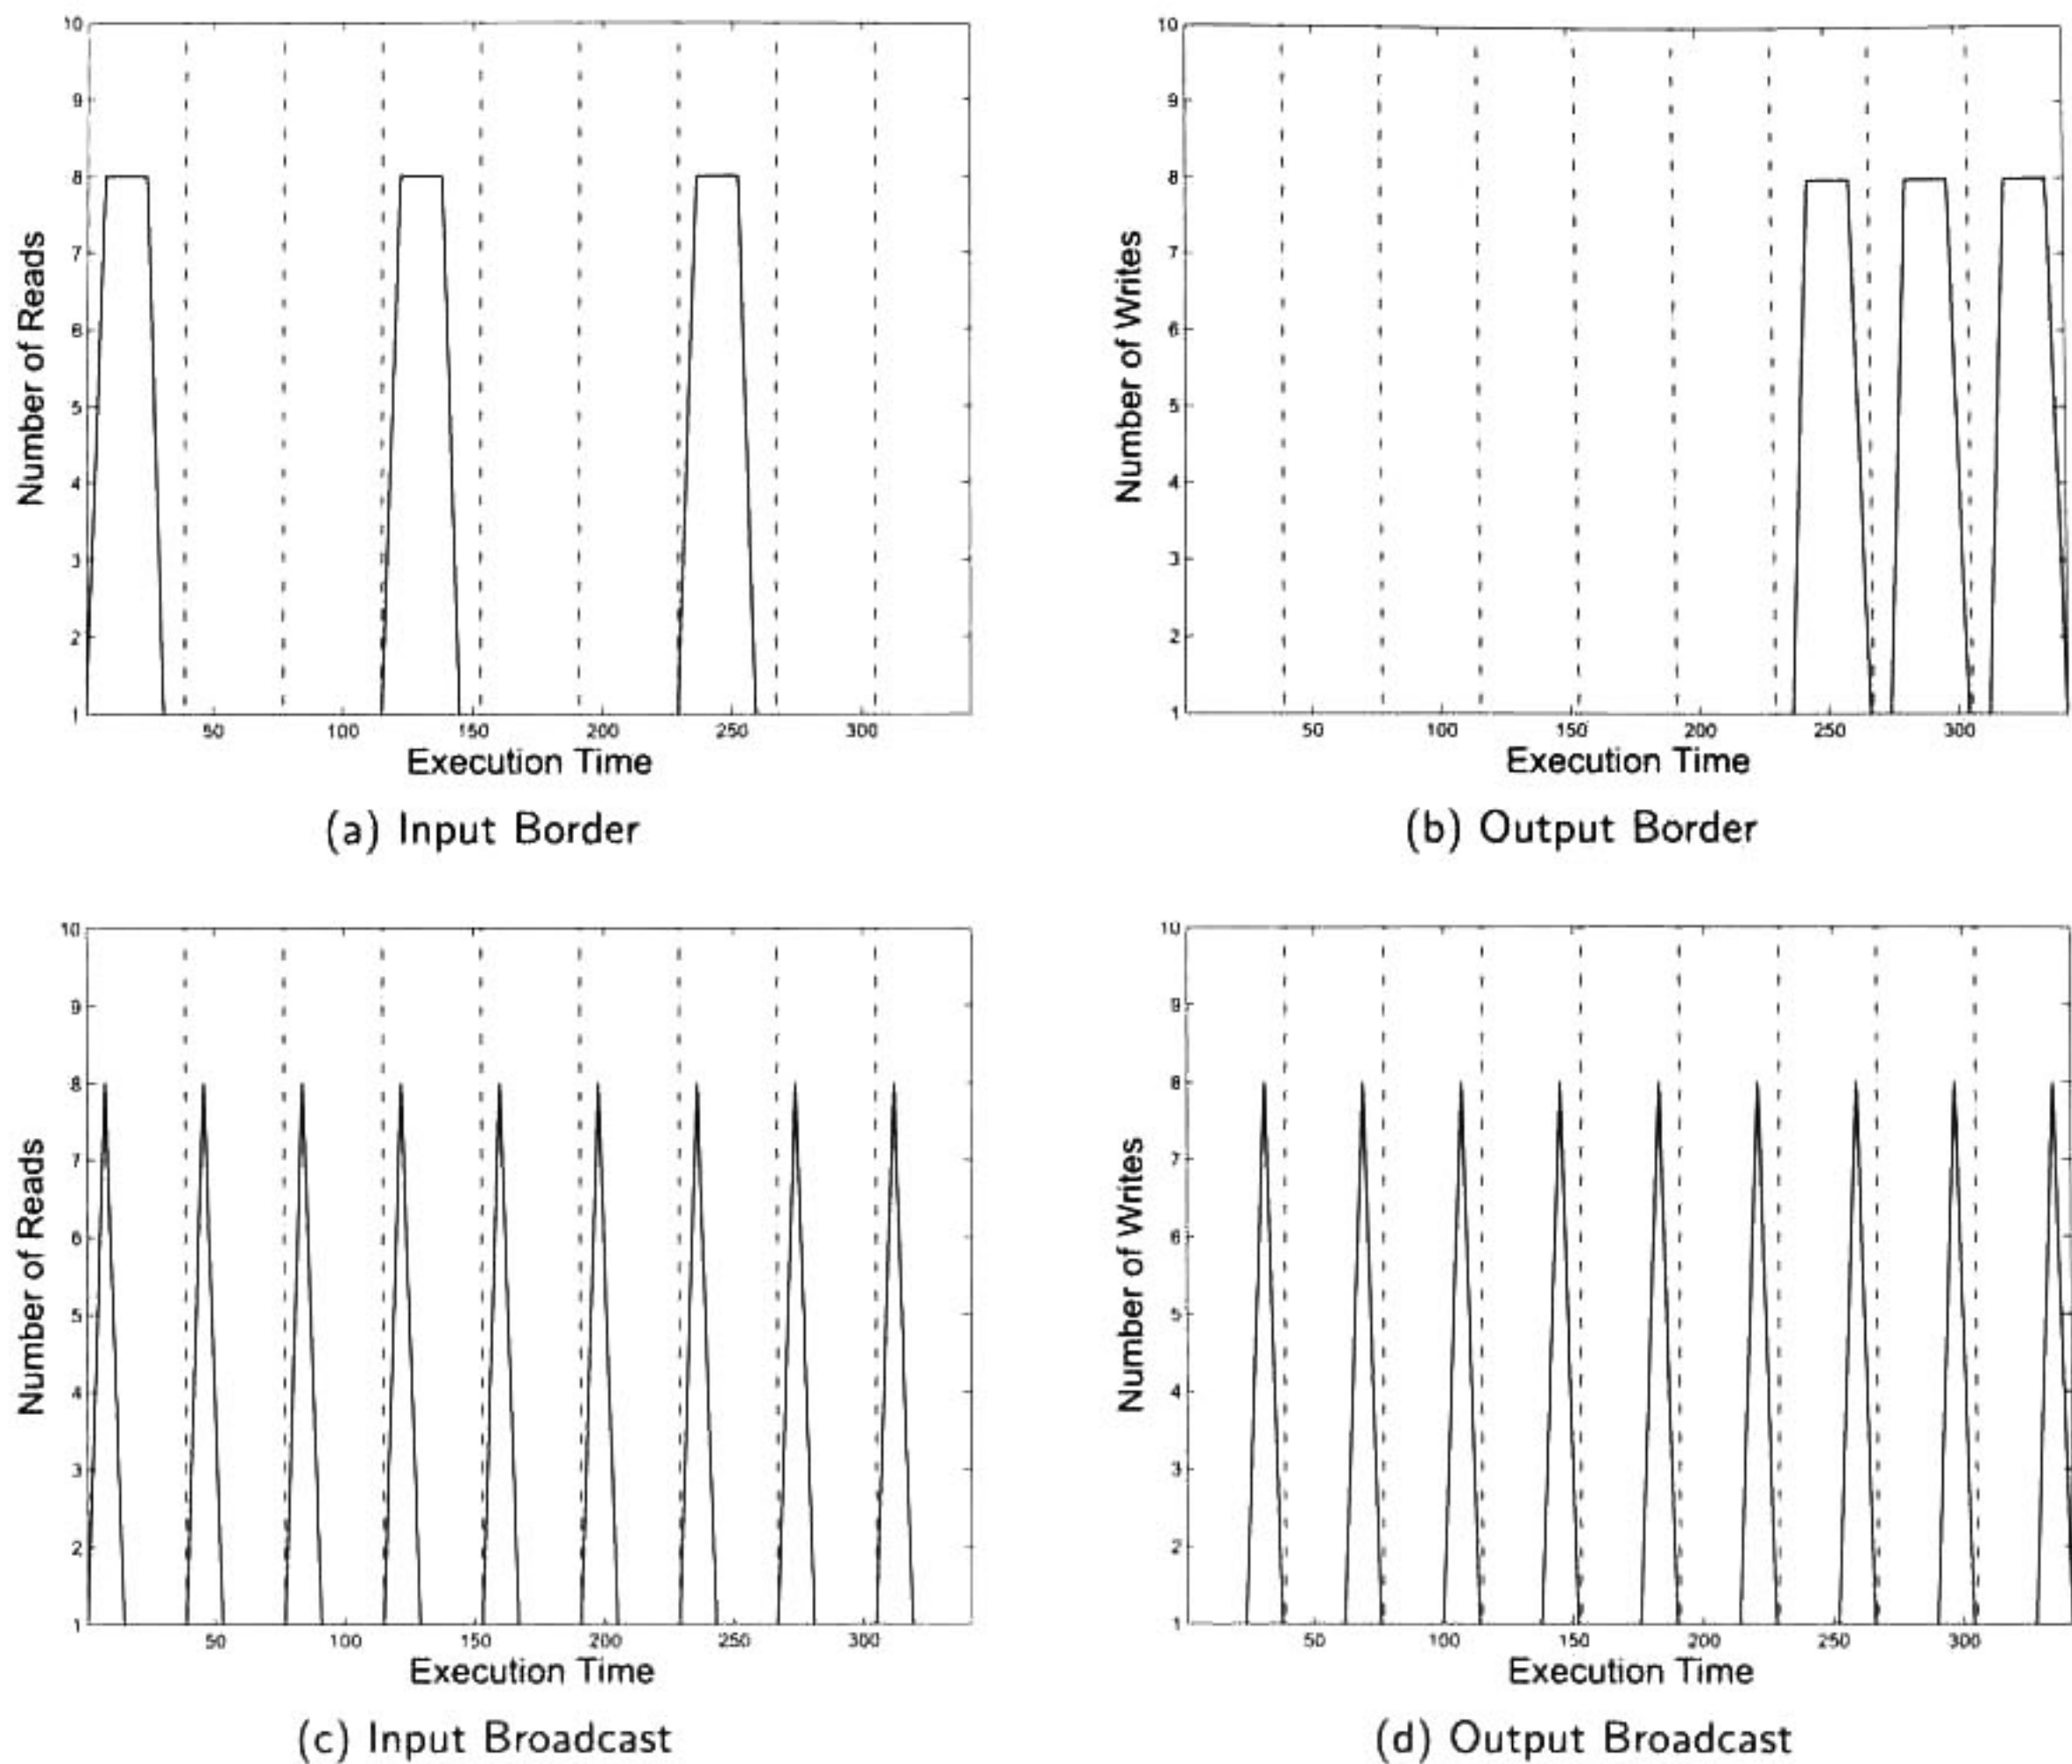 10
9
8
7
6
5
4
3
2
1
Number of Reads
50 100 150 200 250 300
Execution Time
(a) Input Border
10
9
8
7
6
5
4
3
2
1
Number of Writes
50 100 150 200 250 300
Execution Time
(b) Output Border
10
9
8
7
6
5
4
3
2
1
Number of Reads
50 100 150 200 250 300
Execution Time
(c) Input Broadcast
10
9
8
7
6
5
4
3
2
1
Number of Writes
50 100 150 200 250 300
Execution Time
(d) Output Broadcast